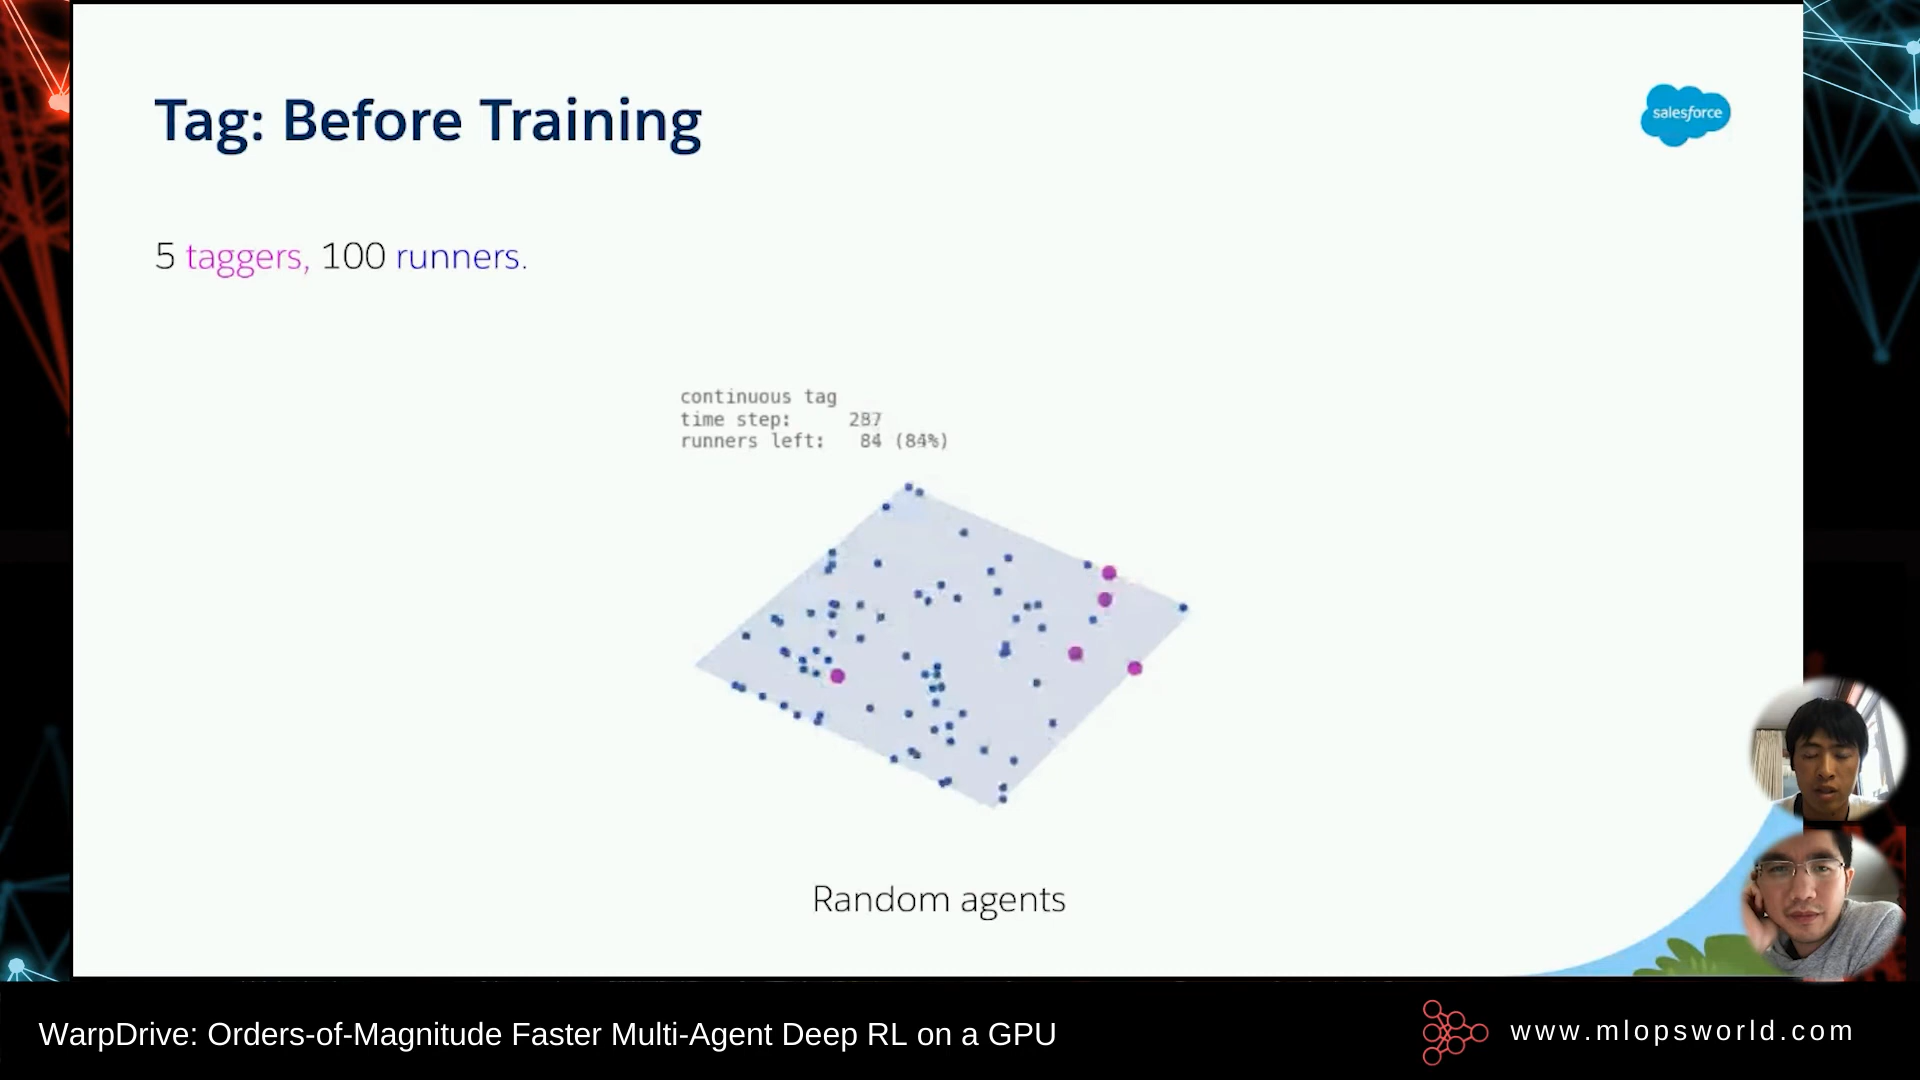 Tag: Before Training
salesforce
5 taggers, 100 runners.
continuous tag
time step: 287
runners left: 84 (84%)
Random agents
WarpDrive: Orders-of-Magnitude Faster Multi-Agent Deep RL on a GPU
www.mlopsworld.com